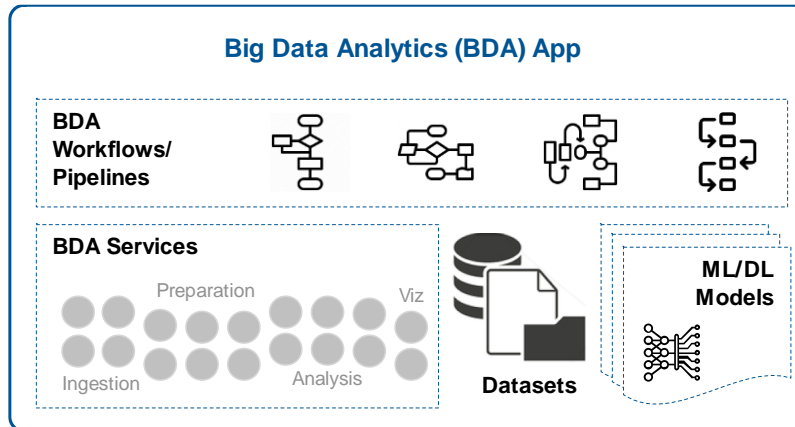 Big Data Analytics (BDA) App
BDA
Workflows/
Pipelines
BDA Services
Preparation
Viz
Ingestion
Analysis
Datasets
ML/DL
Models